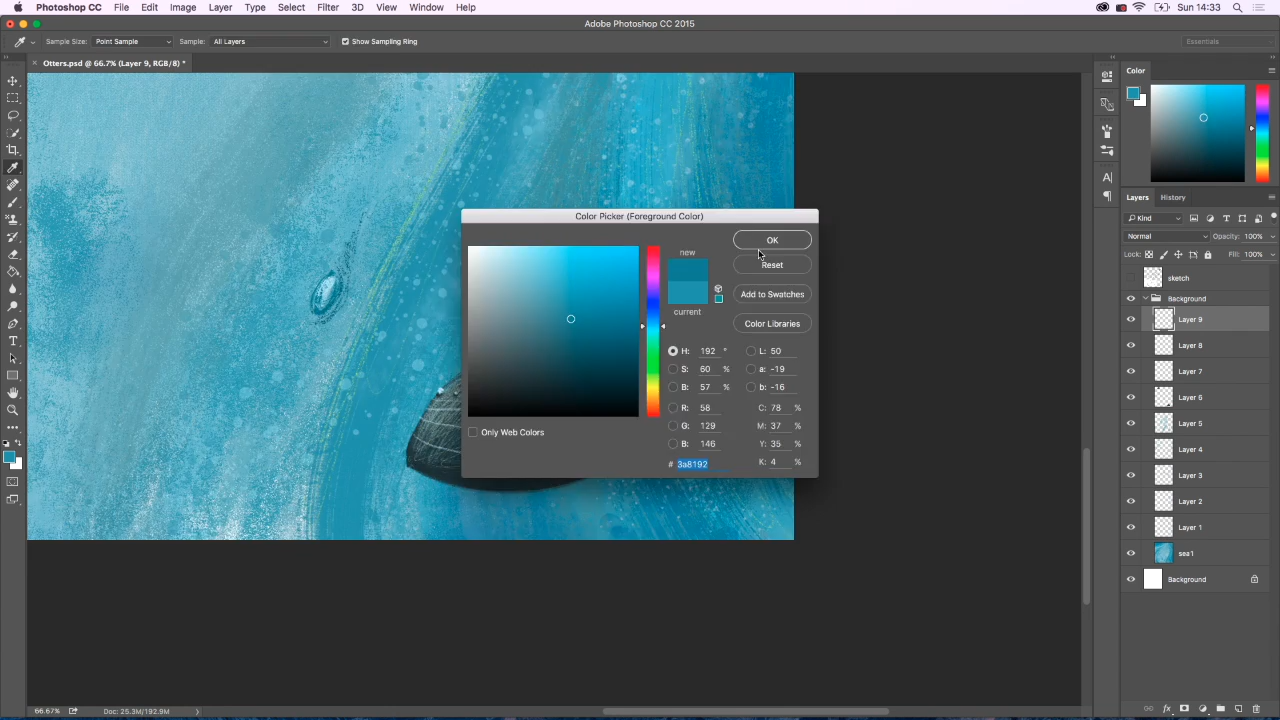 Photoshop CC File Edit Image Layer Type Select Filter 3D View Window Help Sun 14:33
Adobe Photoshop CC 2015
Sample Size: Point Sample Sample: All Layers Show Sampling Ring Essentials
Otters.psd @ 66.7% (Layer 9, RGB/8) *
Color
Layers History
Kind
Normal Opacity: 100%
Lock: Fill: 100%
sketch
Background
Layer 9
Layer 8
Layer 7
Layer 6
Layer 5
Layer 4
Layer 3
Layer 2
Layer 1
sea1
Background
Color Picker (Foreground Color)
new
current
OK
Reset
Add to Swatches
Color Libraries
H: 192 °
S: 60 %
B: 57 %
R: 58
G: 129
B: 146
# 3a8192
L: 50
a: -19
b: -16
C: 78 %
M: 37 %
Y: 35 %
K: 4 %
Only Web Colors
66.67% Doc: 25.3M/192.9M